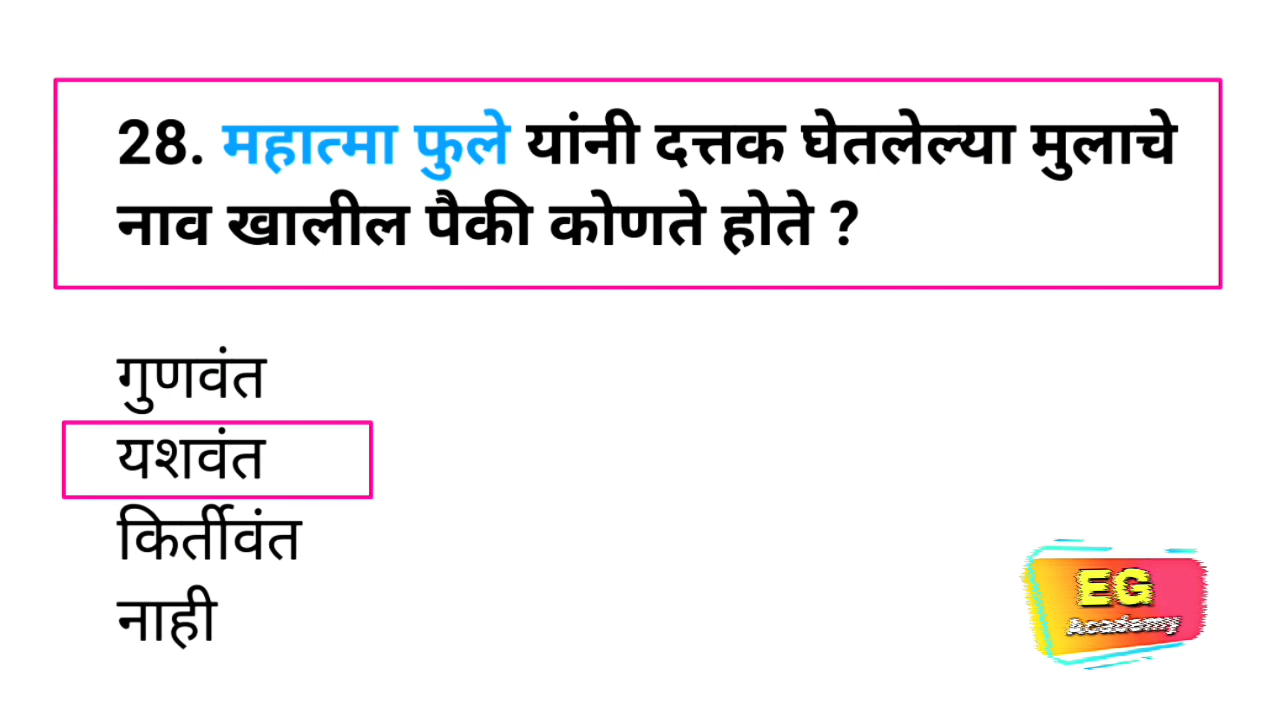 28. महात्मा फुले यांनी दत्तक घेतलेल्या मुलाचे
नाव खालील पैकी कोणते होते ?
गुणवंत
यशवंत
किर्तीवंत
नाही
EG
Academy